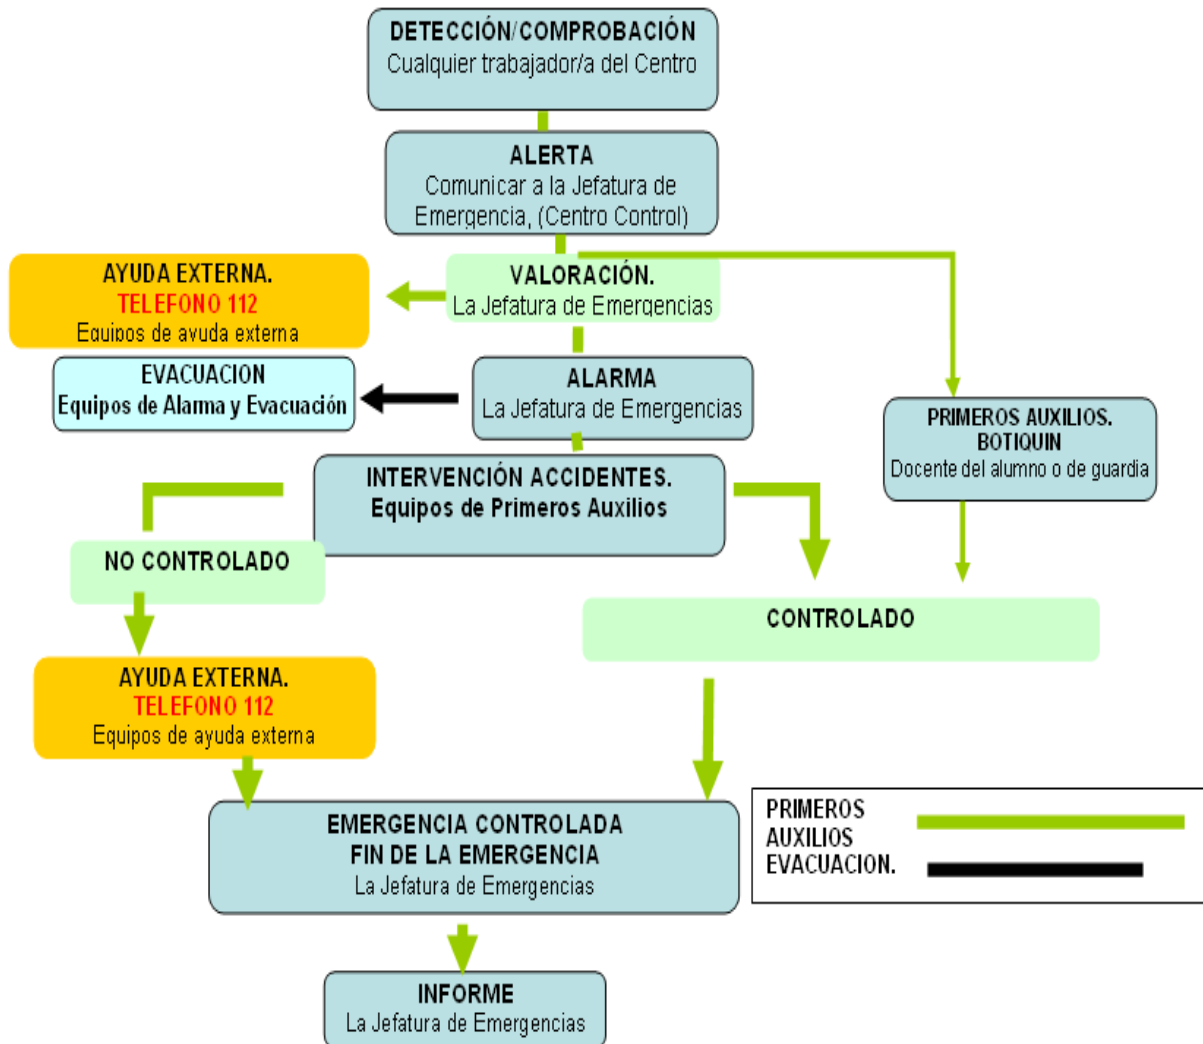 DETECCIÓN/COMPROBACIÓN
Cualquier trabajador/a del Centro
ALERTA
Comunicar a la Jefatura de
Emergencia, (Centro Control)
AYUDA EXTERNA.
TELEFONO 112
Equipos de ayuda externa
VALORACIÓN.
La Jefatura de Emergencias
EVACUACION
Equipos de Alarma y Evacuación
ALARMA
La Jefatura de Emergencias
PRIMEROS AUXILIOS.
BOTIQUIN
Docente del alumno o de guardia
INTERVENCIÓN ACCIDENTES.
Equipos de Primeros Auxilios
NO CONTROLADO
CONTROLADO
AYUDA EXTERNA.
TELEFONO 112
Equipos de ayuda externa
EMERGENCIA CONTROLADA
FIN DE LA EMERGENCIA
La Jefatura de Emergencias
PRIMEROS
AUXILIOS
EVACUACION.
INFORME
La Jefatura de Emergencias